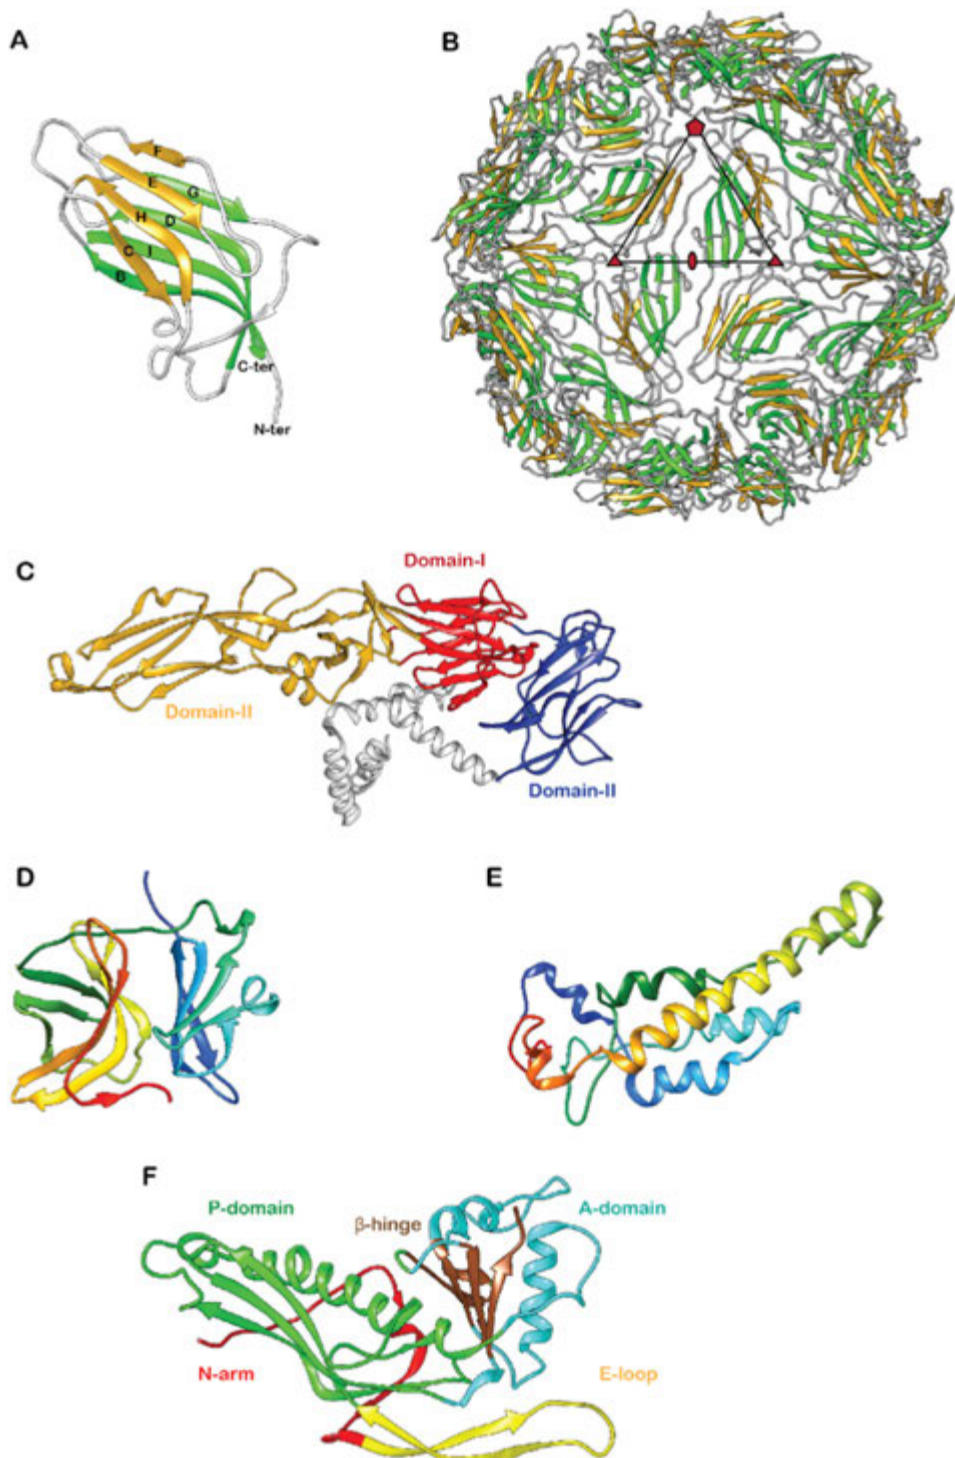 A
B
F
E
G
H
D
C
I
B
C-ter
N-ter
C
Domain-I
Domain-II
Domain-II
D
E
F
P-domain
β-hinge
A-domain
N-arm
E-loop